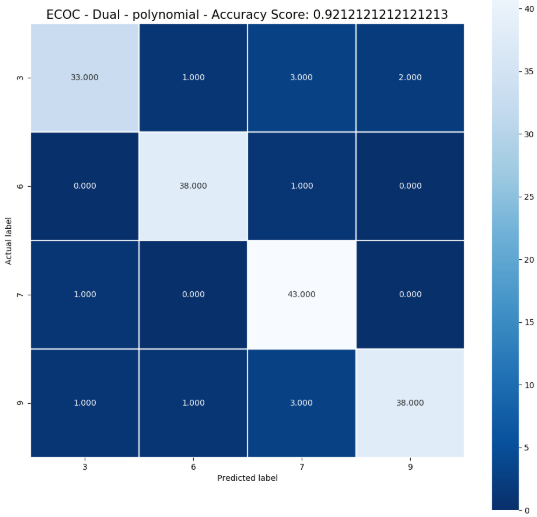 ECOC - Dual - polynomial - Accuracy Score: 0.9212121212121213
3 33.000 1.000 3.000 2.000
6 0.000 38.000 1.000 0.000
7 1.000 0.000 43.000 0.000
9 1.000 1.000 3.000 38.000
3 6 7 9
Actual label
Predicted label
40
35
30
25
20
15
10
5
0